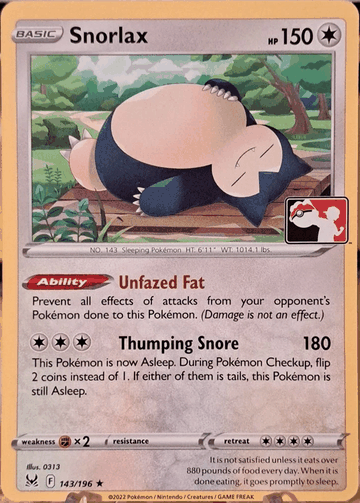 BASIC Snorlax HP 150
NO. 143 Sleeping Pokémon HT: 6'11" WT: 1014.1 lbs.
Ability Unfazed Fat
Prevent all effects of attacks from your opponent's
Pokémon done to this Pokémon. (Damage is not an effect.)
Thumping Snore 180
This Pokémon is now Asleep. During Pokémon Checkup, flip
2 coins instead of 1. If either of them is tails, this Pokémon
is still Asleep.
weakness ×2 resistance retreat
Illus. 0313
F 143/196 ★
It is not satisfied unless it eats over
880 pounds of food every day. When it is
done eating, it goes promptly to sleep.
©2022 Pokémon / Nintendo / Creatures / GAME FREAK